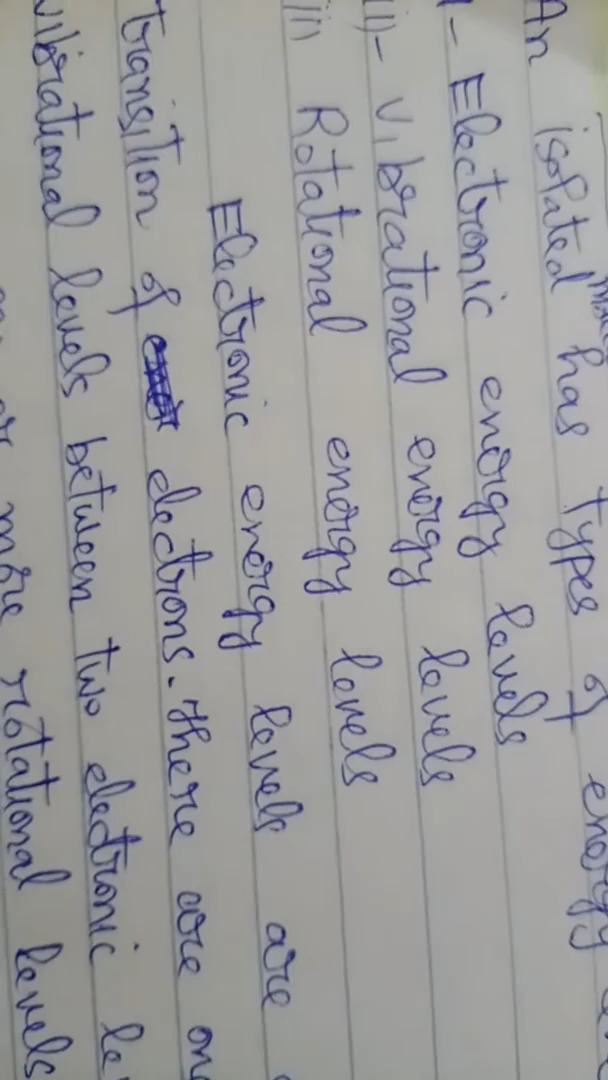 An isolated has types of energy
- Electronic energy levels
ii)- Vibrational energy levels
iii) Rotational energy levels
Electronic energy levels are
transition of electrons. There are
vibrational levels between two electronic
more rotational levels